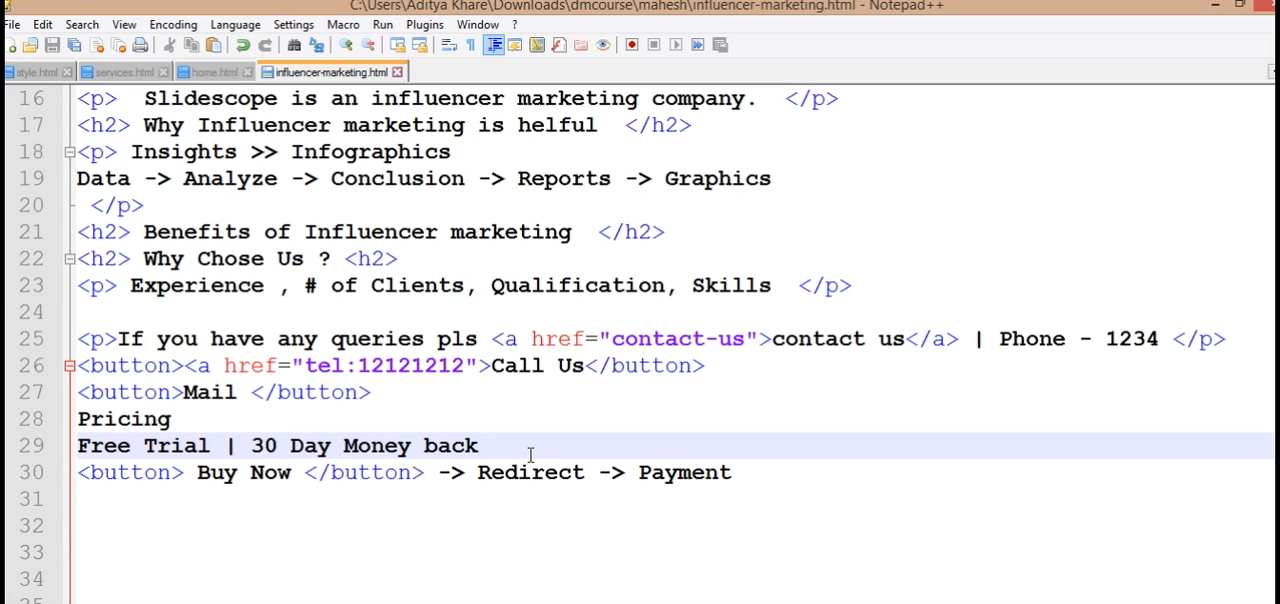 C:\Users\Aditya Khare\Downloads\dmcourse\mahesh\influencer-marketing.html - Notepad++
File Edit Search View Encoding Language Settings Macro Run Plugins Window ?
style.html services.html home.html influencer-marketing.html
16 <p>  Slidescope is an influencer marketing company.  </p>
17 <h2> Why Influencer marketing is helful  </h2>
18 <p> Insights >> Infographics
19 Data -> Analyze -> Conclusion -> Reports -> Graphics
20  </p>
21 <h2> Benefits of Influencer marketing  </h2>
22 <h2> Why Chose Us ? <h2>
23 <p> Experience , # of Clients, Qualification, Skills  </p>
24
25 <p>If you have any queries pls <a href="contact-us">contact us</a> | Phone - 1234 </p>
26 <button><a href="tel:12121212">Call Us</button>
27 <button>Mail </button>
28 Pricing
29 Free Trial | 30 Day Money back
30 <button> Buy Now </button> -> Redirect -> Payment
31
32
33
34
35